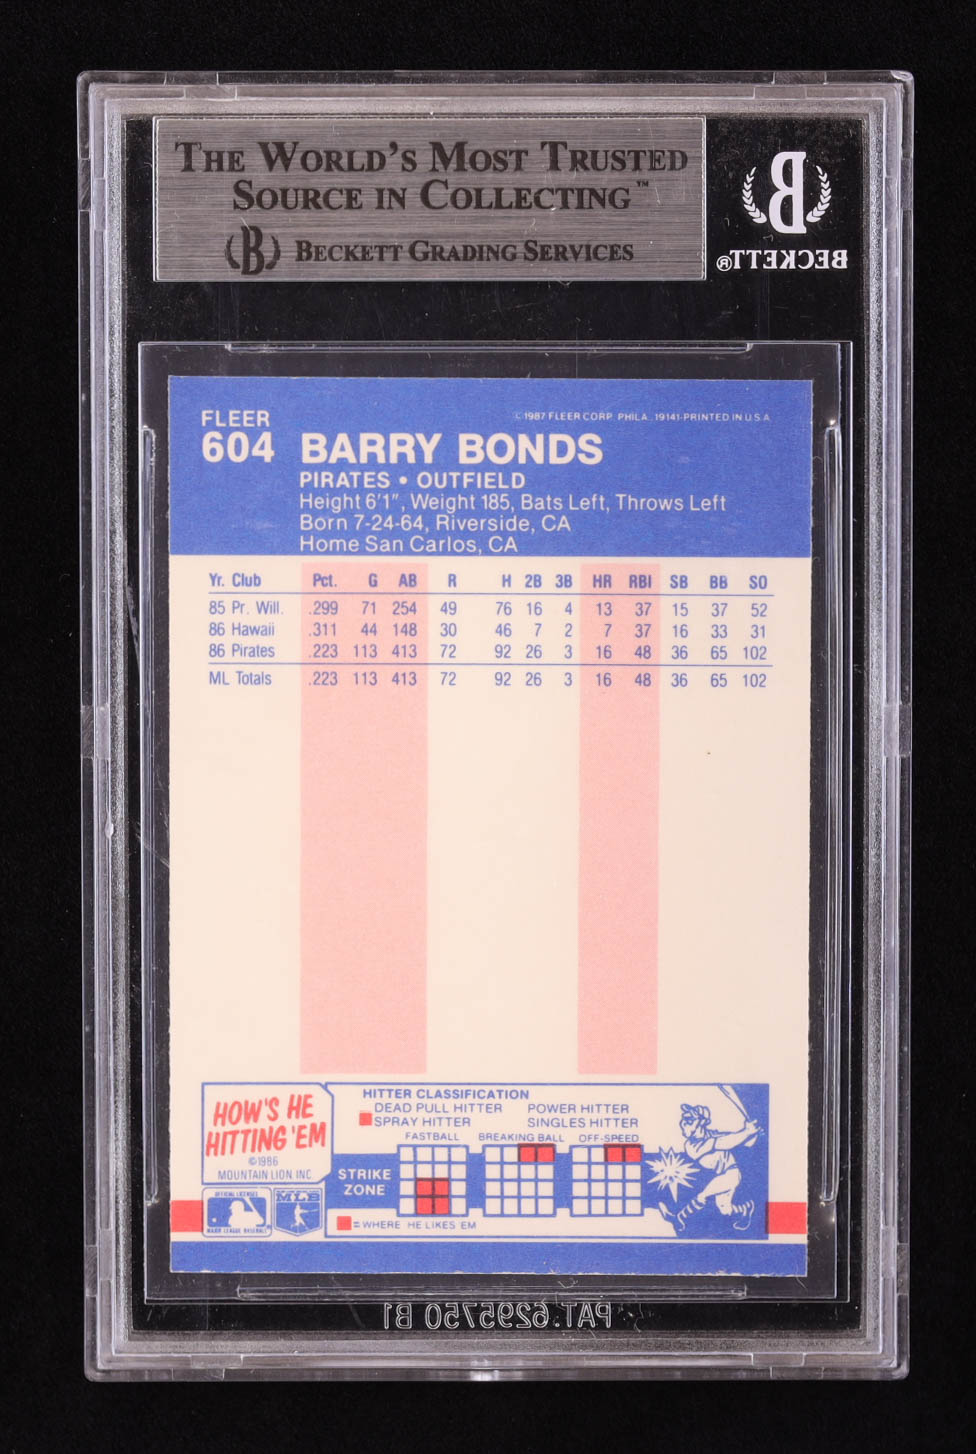 THE WORLD'S MOST TRUSTED
SOURCE IN COLLECTING™
B BECKETT GRADING SERVICES
B
BECKETT®
FLEER
604
© 1987 FLEER CORP. PHILA. 19141-PRINTED IN U.S.A.
BARRY BONDS
PIRATES • OUTFIELD
Height 6'1", Weight 185, Bats Left, Throws Left
Born 7-24-64, Riverside, CA
Home San Carlos, CA
Yr. Club Pct. G AB R H 2B 3B HR RBI SB BB SO
85 Pr. Will. .299 71 254 49 76 16 4 13 37 15 37 52
86 Hawaii .311 44 148 30 46 7 2 7 37 16 33 31
86 Pirates .223 113 413 72 92 26 3 16 48 36 65 102
ML Totals .223 113 413 72 92 26 3 16 48 36 65 102
HOW'S HE
HITTING 'EM
©1986
MOUNTAIN LION, INC.
HITTER CLASSIFICATION
DEAD PULL HITTER POWER HITTER
SPRAY HITTER SINGLES HITTER
FASTBALL BREAKING BALL OFF-SPEED
STRIKE
ZONE
=WHERE HE LIKES 'EM
OFFICIAL LICENSEE
MAJOR LEAGUE BASEBALL
MLB
PAT. 6295750 B1